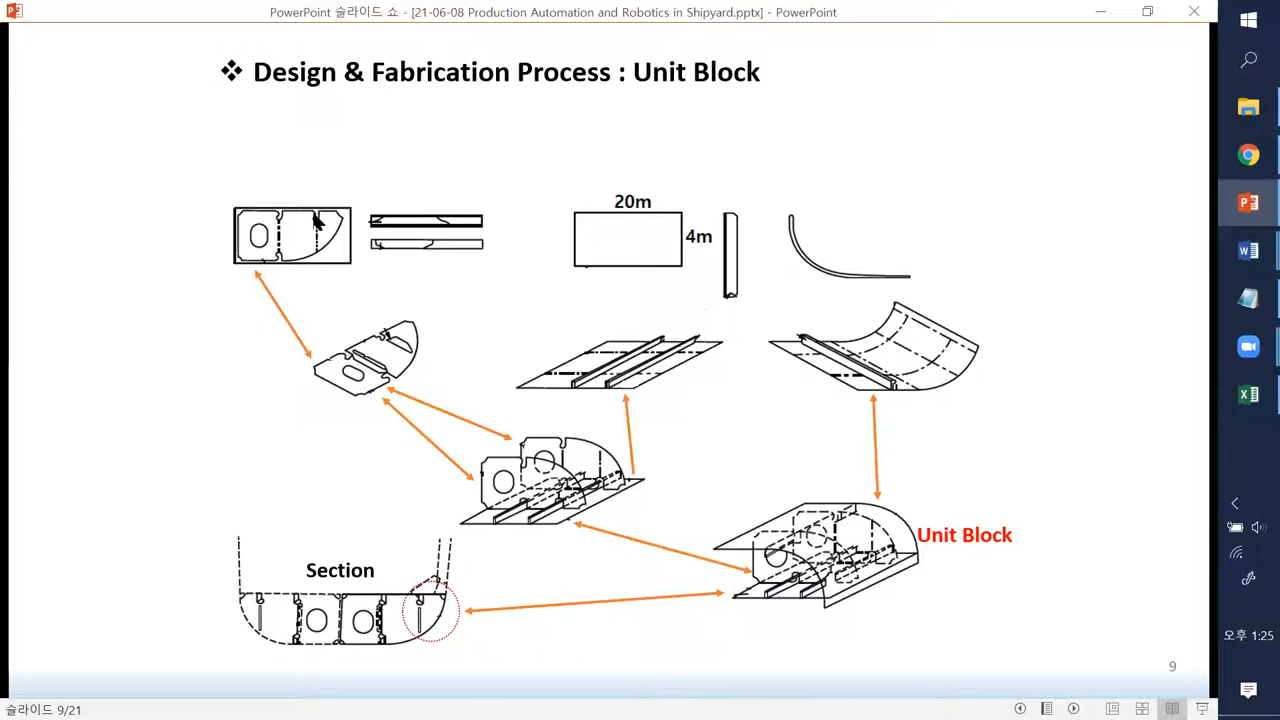 PowerPoint 슬라이드 쇼 - [21-06-08 Production Automation and Robotics in Shipyard.pptx] - PowerPoint
❖ Design & Fabrication Process : Unit Block
20m
4m
Unit Block
Section
오후 1:25
9
슬라이드 9/21